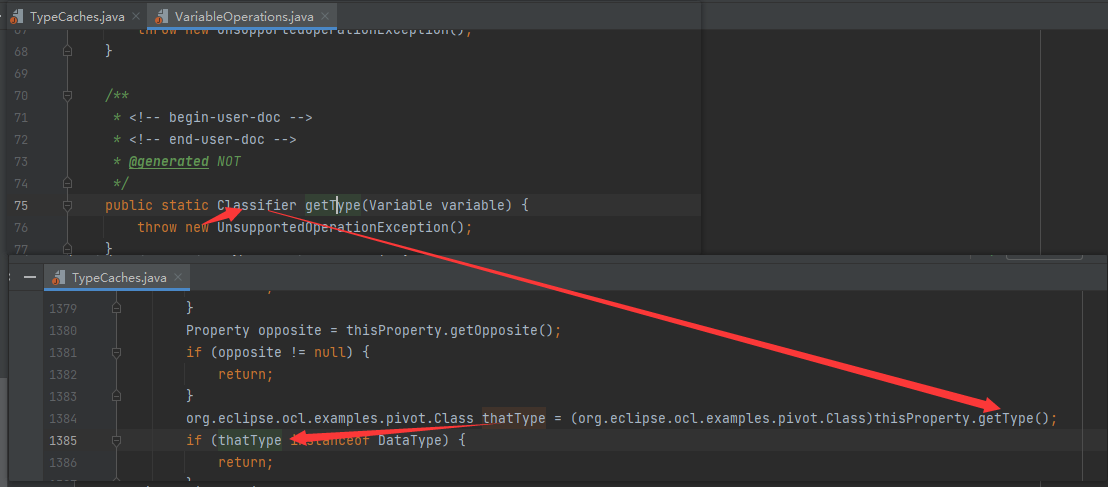 TypeCaches.java × VariableOperations.java ×
67 throw new UnsupportedOperationException();
68 }
69
70 /**
71 * <!-- begin-user-doc -->
72 * <!-- end-user-doc -->
73 * @generated NOT
74 */
75 public static Classifier getType(Variable variable) {
76 throw new UnsupportedOperationException();
77 }
TypeCaches.java ×
1379 }
1380 Property opposite = thisProperty.getOpposite();
1381 if (opposite != null) {
1382 return;
1383 }
1384 org.eclipse.ocl.examples.pivot.Class thatType = (org.eclipse.ocl.examples.pivot.Class)thisProperty.getType();
1385 if (thatType instanceof DataType) {
1386 return;
1387 }